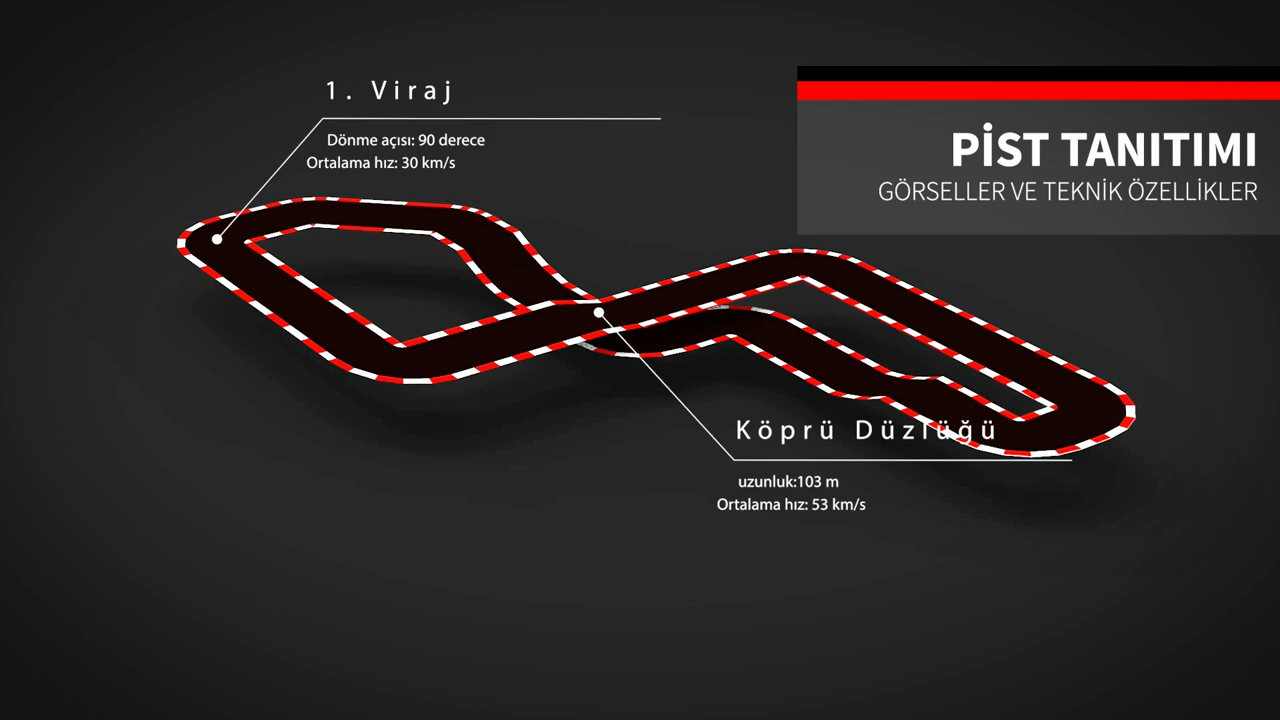 1. Viraj
Dönme açısı: 90 derece
Ortalama hız: 30 km/s
PİST TANITIMI
GÖRSELLER VE TEKNİK ÖZELLİKLER
Köprü Düzlüğü
uzunluk:103 m
Ortalama hız: 53 km/s